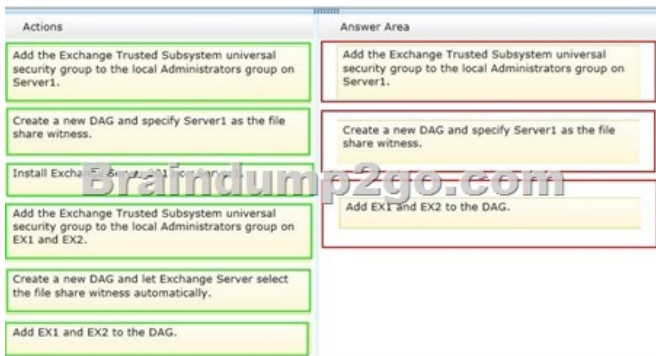 Actions
Answer Area
Add the Exchange Trusted Subsystem universal
security group to the local Administrators group on
Server1.
Create a new DAG and specify Server1 as the file
share witness.
Install Exchange Server
Add the Exchange Trusted Subsystem universal
security group to the local Administrators group on
EX1 and EX2.
Create a new DAG and let Exchange Server select
the file share witness automatically.
Add EX1 and EX2 to the DAG.
Add the Exchange Trusted Subsystem universal
security group to the local Administrators group on
Server1.
Create a new DAG and specify Server1 as the file
share witness.
Add EX1 and EX2 to the DAG.
Braindump2go.com